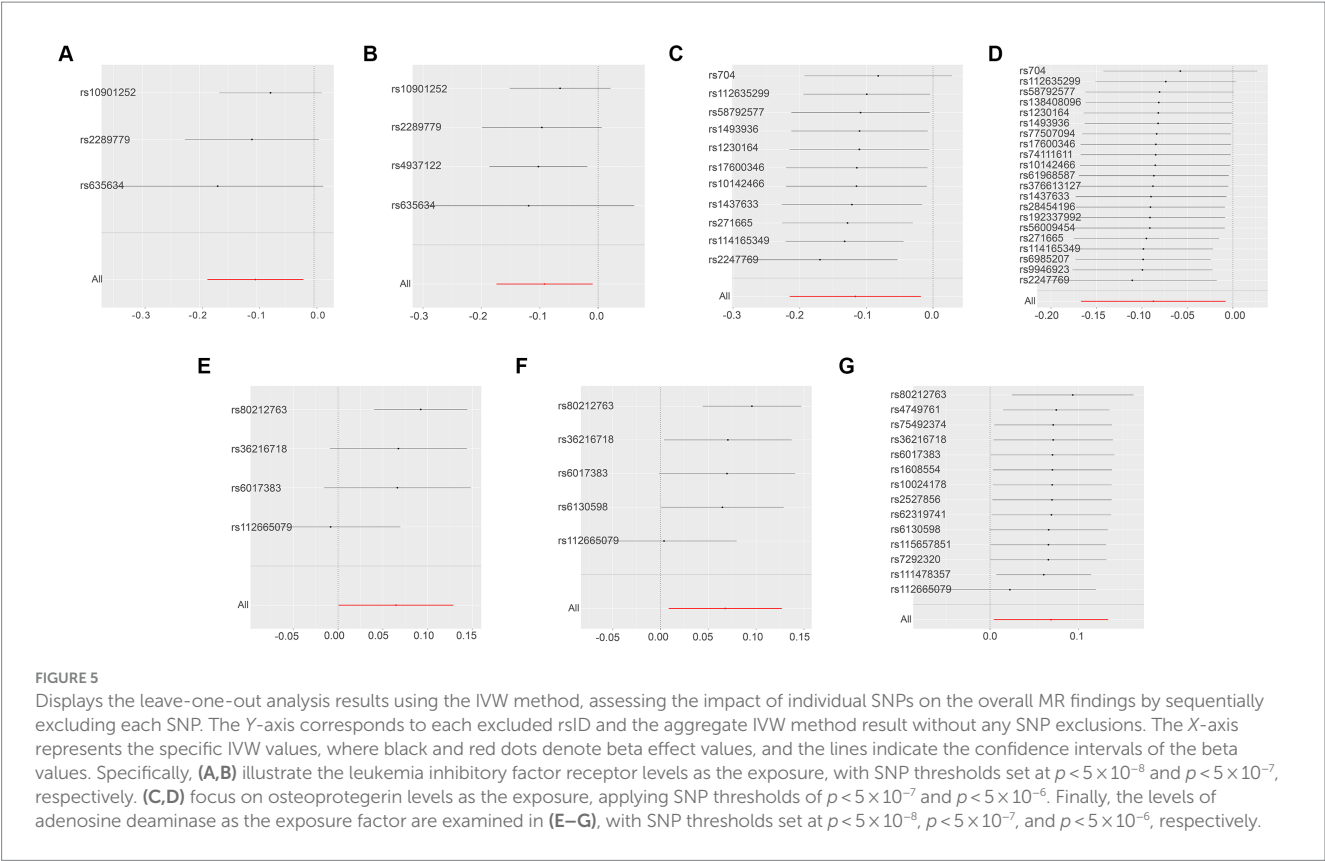 A
rs10901252
rs2289779
rs635634
All
-0.3 -0.2 -0.1 0.0
B
rs10901252
rs2289779
rs4937122
rs635634
All
-0.3 -0.2 -0.1 0.0
C
rs704
rs112635299
rs58792577
rs1493936
rs1230164
rs17600346
rs10142466
rs1437633
rs271665
rs114165349
rs2247769
All
-0.3 -0.2 -0.1 0.0
D
rs704
rs112635299
rs58792577
rs138408096
rs1230164
rs1493936
rs77507094
rs17600346
rs74111611
rs10142466
rs61968587
rs376613127
rs1437633
rs28454196
rs192337992
rs56009454
rs271665
rs114165349
rs6985207
rs9946923
rs2247769
All
-0.20 -0.15 -0.10 -0.05 0.00
E
rs80212763
rs36216718
rs6017383
rs112665079
All
-0.05 0.00 0.05 0.10 0.15
F
rs80212763
rs36216718
rs6017383
rs6130598
rs112665079
All
-0.05 0.00 0.05 0.10 0.15
G
rs80212763
rs4749761
rs75492374
rs36216718
rs6017383
rs1608554
rs10024178
rs2527856
rs62319741
rs6130598
rs115657851
rs7292320
rs111478357
rs112665079
All
0.0 0.1
FIGURE 5
Displays the leave-one-out analysis results using the IVW method, assessing the impact of individual SNPs on the overall MR findings by sequentially
excluding each SNP. The Y-axis corresponds to each excluded rsID and the aggregate IVW method result without any SNP exclusions. The X-axis
represents the specific IVW values, where black and red dots denote beta effect values, and the lines indicate the confidence intervals of the beta
values. Specifically, (A,B) illustrate the leukemia inhibitory factor receptor levels as the exposure, with SNP thresholds set at p < 5 × 10⁻⁸ and p < 5 × 10⁻⁷,
respectively. (C,D) focus on osteoprotegerin levels as the exposure, applying SNP thresholds of p < 5 × 10⁻⁷ and p < 5 × 10⁻⁶. Finally, the levels of
adenosine deaminase as the exposure factor are examined in (E–G), with SNP thresholds set at p < 5 × 10⁻⁸, p < 5 × 10⁻⁷, and p < 5 × 10⁻⁶, respectively.